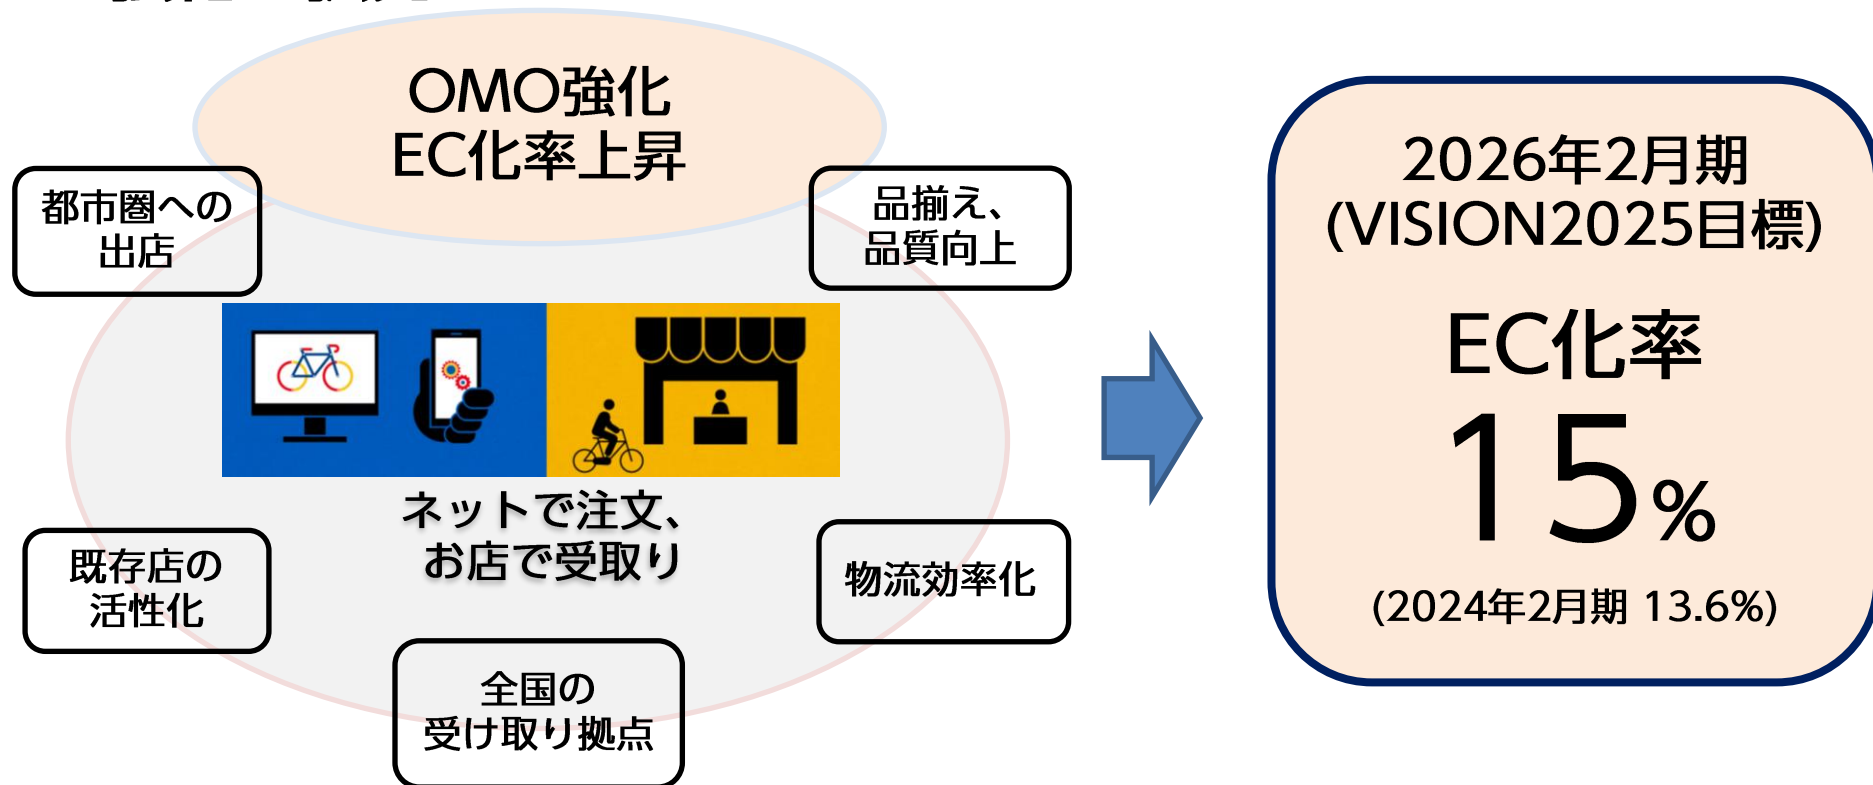 OMO強化
EC化率上昇
都市圏への
出店
品揃え、
品質向上
ネットで注文、
お店で受取り
既存店の
活性化
物流効率化
全国の
受け取り拠点
2026年2月期
(VISION2025目標)
EC化率
15%
(2024年2月期 13.6%)